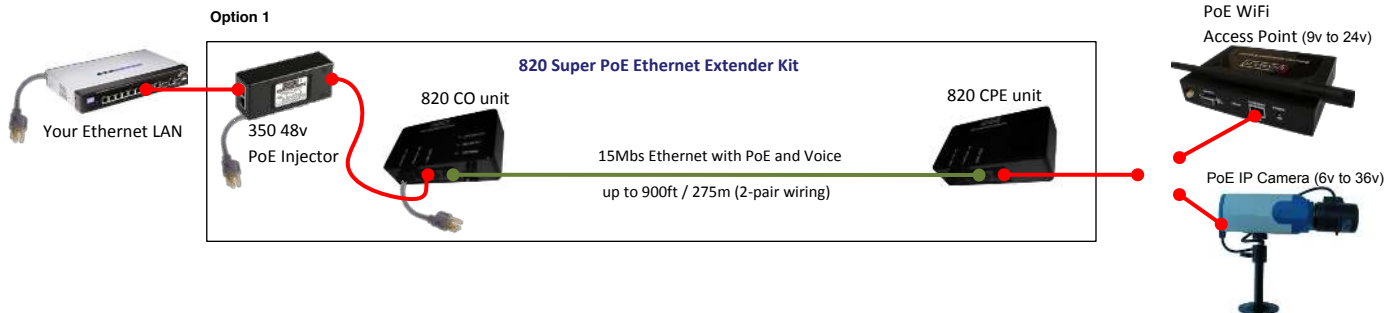 Option 1
820 Super PoE Ethernet Extender Kit
Your Ethernet LAN
350 48v
PoE Injector
820 CO unit
15Mbs Ethernet with PoE and Voice
up to 900ft / 275m (2-pair wiring)
820 CPE unit
PoE WiFi
Access Point (9v to 24v)
PoE IP Camera (6v to 36v)